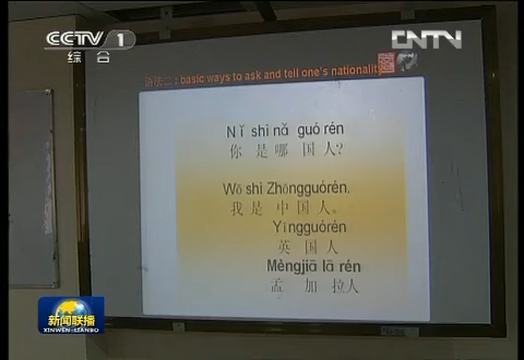 CCTV 1
综合
CNTV
语法二: basic ways to ask and tell one's nationality
Nǐ shì nǎ guó rén
你 是 哪 国 人?
Wǒ shì Zhōngguórén.
我 是 中 国 人。
Yīngguórén
英 国 人
Mèngjiā lā rén
孟 加 拉 人
新闻联播
XINWEN LIANBO